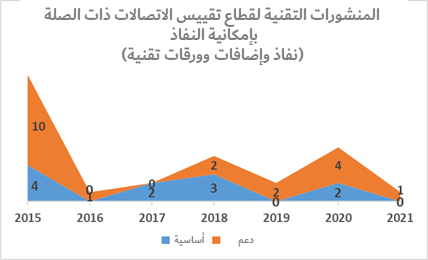 المنشورات التقنية لقطاع تقييس الاتصالات ذات الصلة
بإمكانية النفاذ
(نفاذ وإضافات وورقات تقنية)
10
4
0
1
0
2
2
3
2
0
4
2
1
0
2015 2016 2017 2018 2019 2020 2021
أساسية دعم